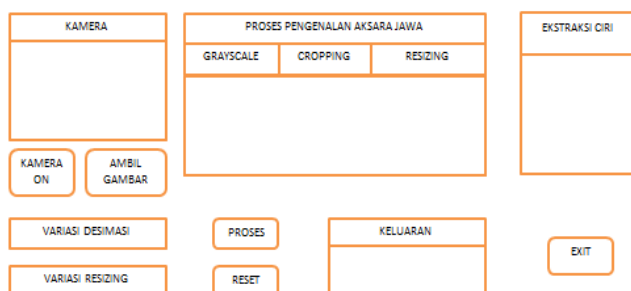 KAMERA
PROSES PENGENALAN AKSARA JAWA
EKSTRAKSI CIRI
GRAYSCALE
CROPPING
RESIZING
KAMERA
ON
AMBIL
GAMBAR
VARIASI DESIMASI
PROSES
KELUARAN
EXIT
VARIASI RESIZING
RESET